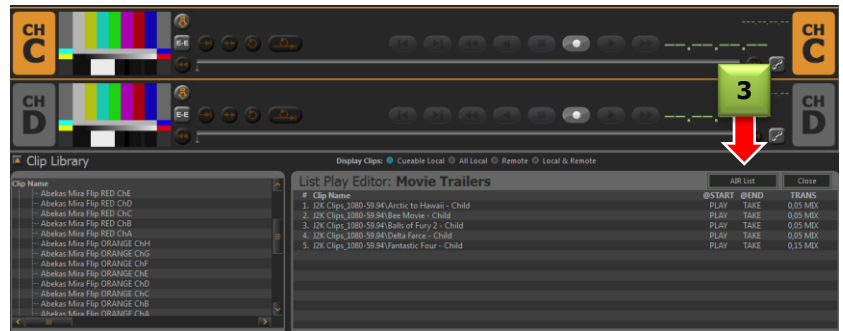 CH
C
E-E
--.--.--.--
CH
C
3
CH
D
E-E
--.--.--.--
CH
D
Clip Library
Display Clips: Cueable Local All Local Remote Local & Remote
Clip Name
Abekas Mira Flip RED ChE
Abekas Mira Flip RED ChD
Abekas Mira Flip RED ChC
Abekas Mira Flip RED ChB
Abekas Mira Flip RED ChA
Abekas Mira Flip ORANGE ChH
Abekas Mira Flip ORANGE ChG
Abekas Mira Flip ORANGE ChF
Abekas Mira Flip ORANGE ChE
Abekas Mira Flip ORANGE ChD
Abekas Mira Flip ORANGE ChC
Abekas Mira Flip ORANGE ChB
Abekas Mira Flip ORANGE ChA
List Play Editor: Movie Trailers AIR List Close
# Clip Name @START @END TRANS
1. J2K Clips_1080-59.94\Arctic to Hawaii - Child PLAY TAKE 0,05 MIX
2. J2K Clips_1080-59.94\Bee Movie - Child PLAY TAKE 0,05 MIX
3. J2K Clips_1080-59.94\Balls of Fury 2 - Child PLAY TAKE 0,05 MIX
4. J2K Clips_1080-59.94\Delta Farce - Child PLAY TAKE 0,05 MIX
5. J2K Clips_1080-59.94\Fantastic Four - Child PLAY TAKE 0,15 MIX